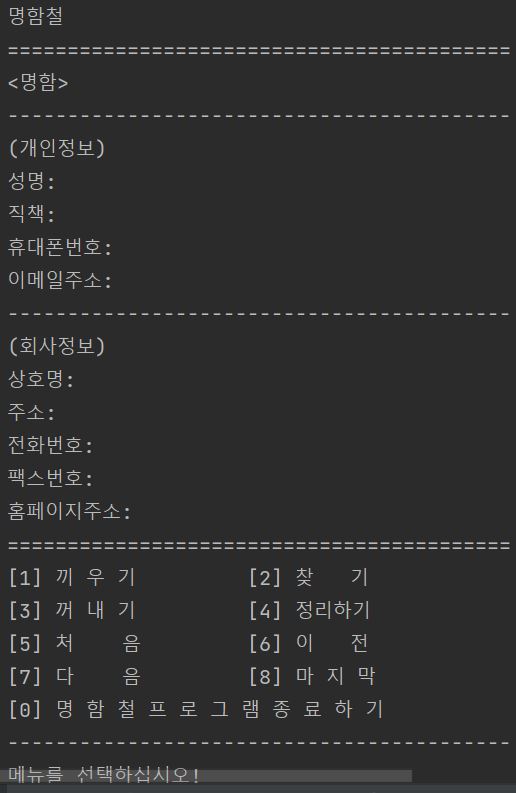 명함철
==========================================
<명함>
------------------------------------------
(개인정보)
성명:
직책:
휴대폰번호:
이메일주소:
------------------------------------------
(회사정보)
상호명:
주소:
전화번호:
팩스번호:
홈페이지주소:
==========================================
[1] 끼 우 기          [2] 찾   기
[3] 꺼 내 기          [4] 정리하기
[5] 처    음          [6] 이   전
[7] 다    음          [8] 마 지 막
[0] 명 함 철 프 로 그 램 종 료 하 기
------------------------------------------
메뉴를 선택하십시오!